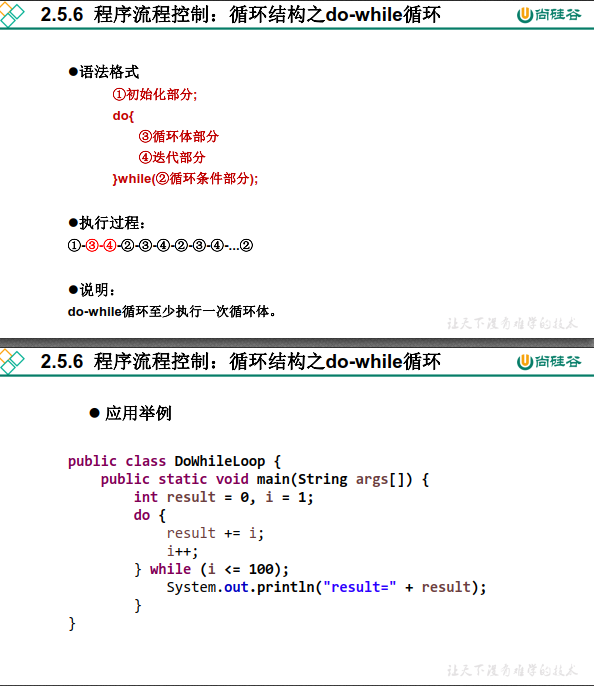 2.5.6 程序流程控制：循环结构之do-while循环
尚硅谷
●语法格式
①初始化部分;
do{
③循环体部分
④迭代部分
}while(②循环条件部分);
●执行过程：
①-③-④-②-③-④-②-③-④-...②
●说明：
do-while循环至少执行一次循环体。
让天下没有难学的技术
2.5.6 程序流程控制：循环结构之do-while循环
尚硅谷
● 应用举例
public class DoWhileLoop {
public static void main(String args[]) {
int result = 0, i = 1;
do {
result += i;
i++;
} while (i <= 100);
System.out.println("result=" + result);
}
}
让天下没有难学的技术